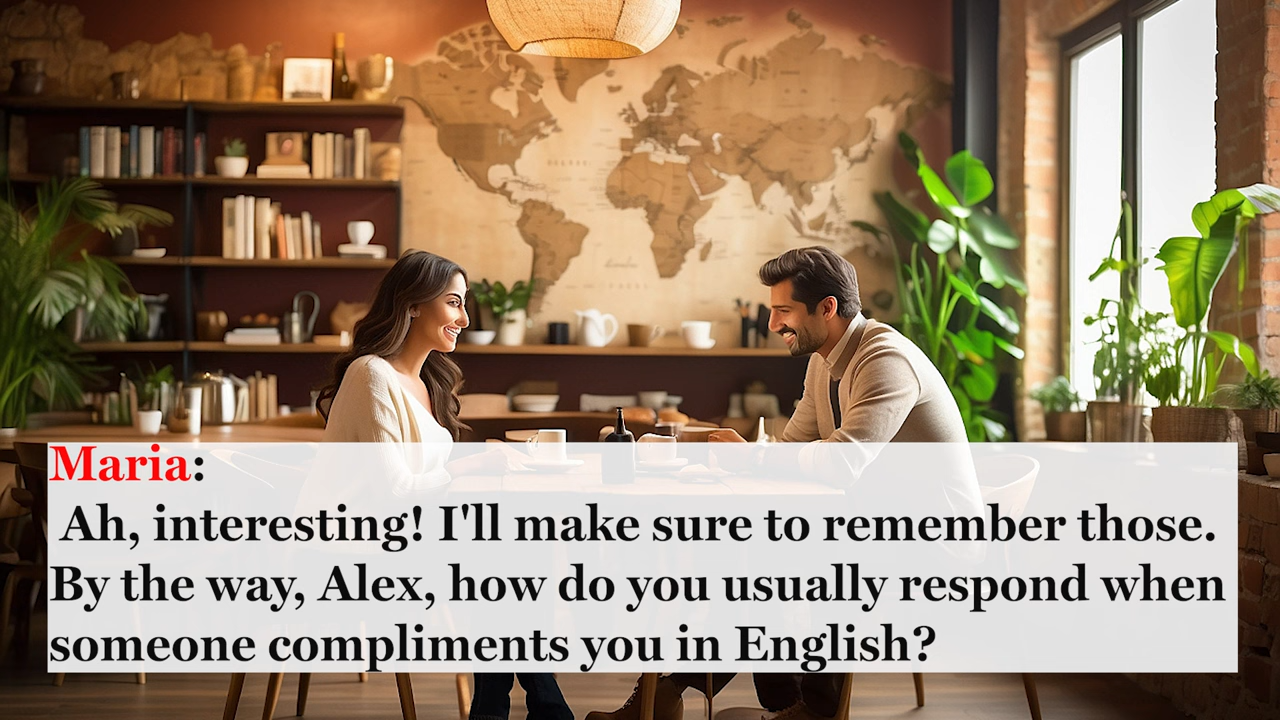 Maria:
Ah, interesting! I'll make sure to remember those.
By the way, Alex, how do you usually respond when
someone compliments you in English?